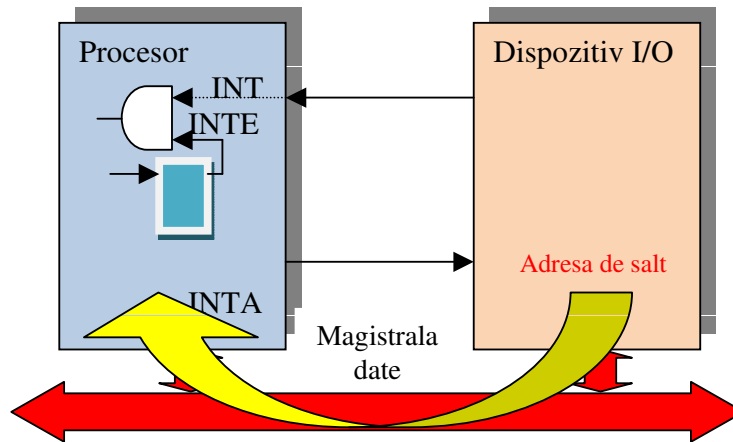 Procesor
Dispozitiv I/O
INT
INTE
Adresa de salt
INTA
Magistrala
date